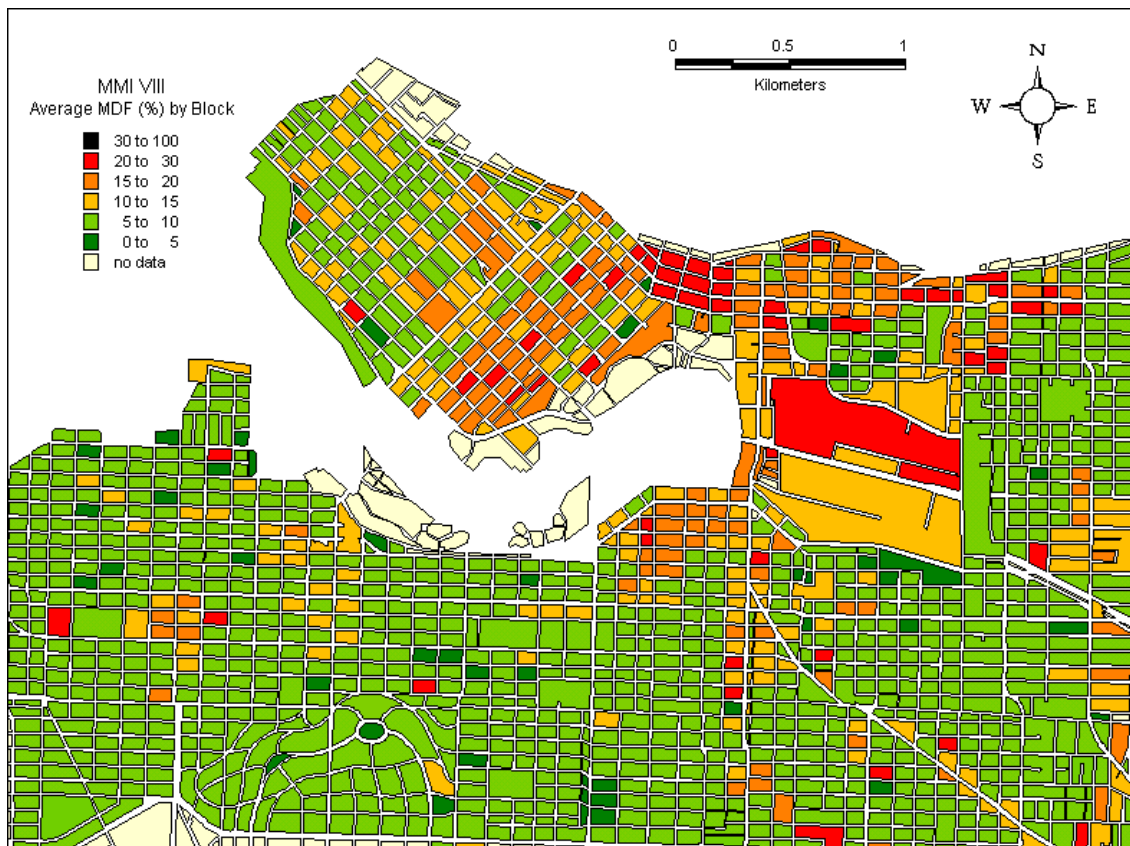 MMI VIII
Average MDF (%) by Block
30 to 100
20 to 30
15 to 20
10 to 15
5 to 10
0 to 5
no data
0 0.5 1
Kilometers
N
W E
S